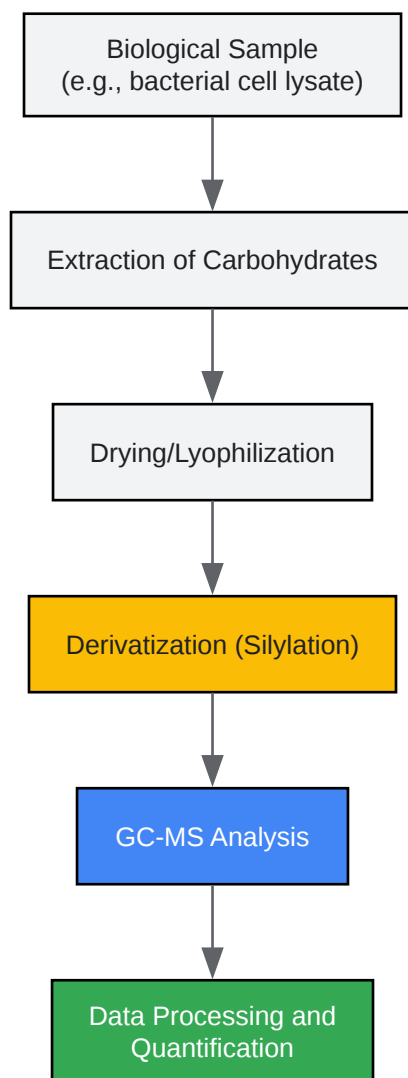 Biological Sample
(e.g., bacterial cell lysate)
Extraction of Carbohydrates
Drying/Lyophilization
Derivatization (Silylation)
GC-MS Analysis
Data Processing and
Quantification